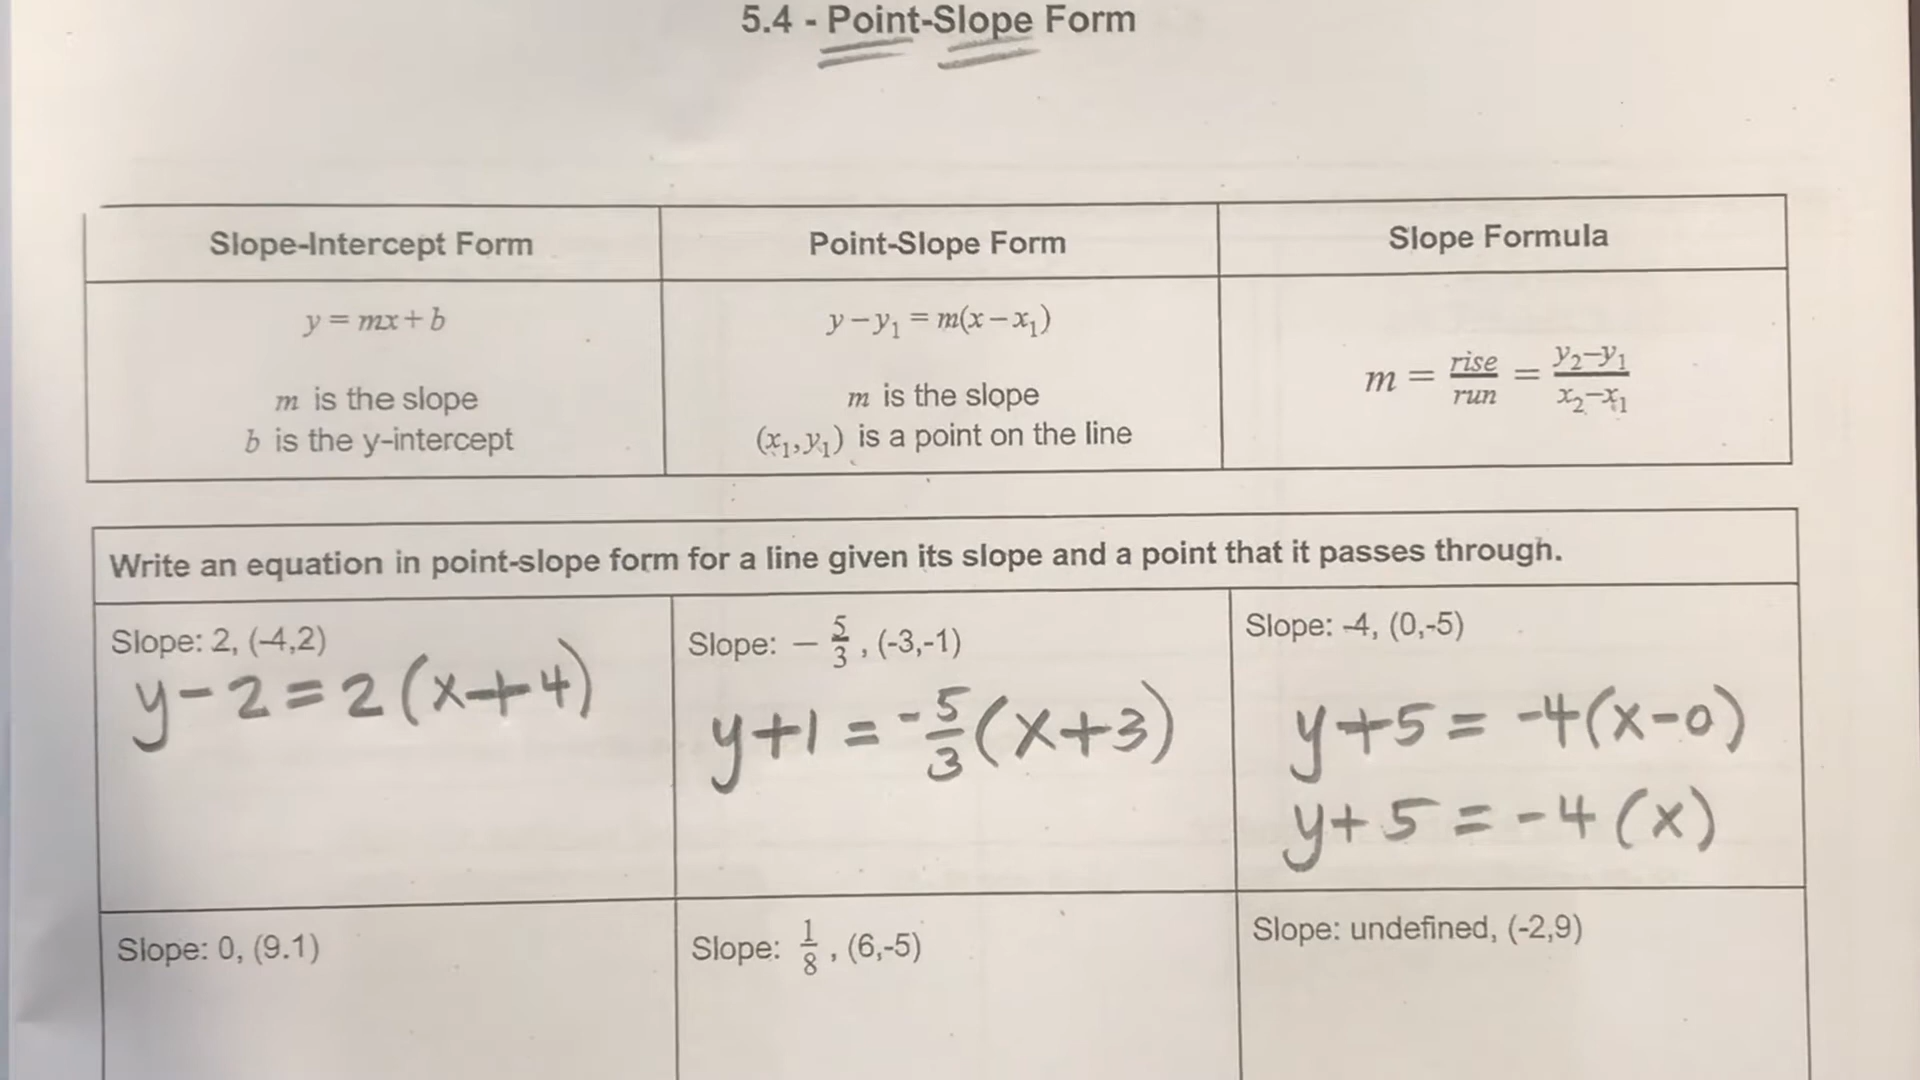 5.4 - Point-Slope Form
Slope-Intercept Form
Point-Slope Form
Slope Formula
y = mx + b
m is the slope
b is the y-intercept
y − y₁ = m(x − x₁)
m is the slope
(x₁, y₁) is a point on the line
m = rise/run = y₂−y₁/x₂−x₁
Write an equation in point-slope form for a line given its slope and a point that it passes through.
Slope: 2, (-4,2)
y - 2 = 2(x+4)
Slope: − 5/3 , (-3,-1)
y+1 = -5/3(x+3)
Slope: -4, (0,-5)
y+5 = -4(x-0)
y+5 = -4(x)
Slope: 0, (9.1)
Slope: 1/8 , (6,-5)
Slope: undefined, (-2,9)